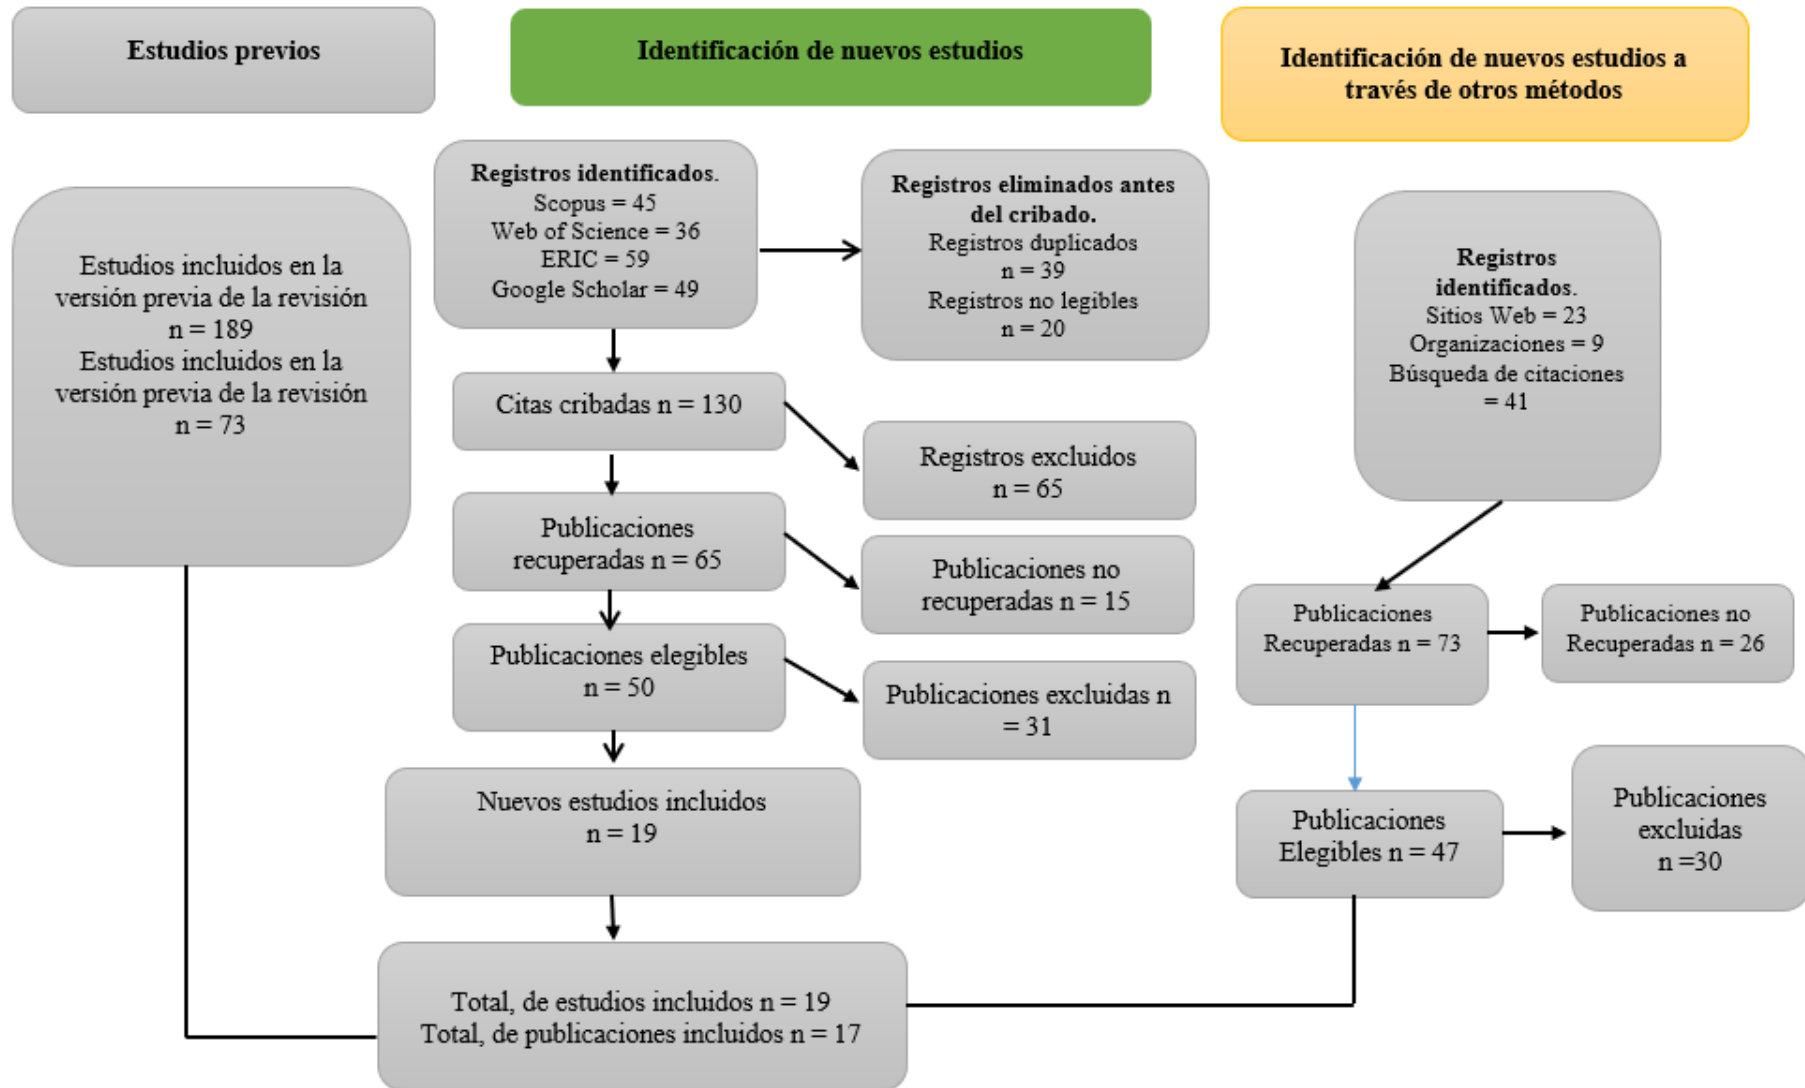 Estudios previos
Identificación de nuevos estudios
Identificación de nuevos estudios a
través de otros métodos
Estudios incluidos en la
versión previa de la revisión
n = 189
Estudios incluidos en la
versión previa de la revisión
n = 73
Registros identificados.
Scopus = 45
Web of Science = 36
ERIC = 59
Google Scholar = 49
Registros eliminados antes
del cribado.
Registros duplicados
n = 39
Registros no legibles
n = 20
Citas cribadas n = 130
Registros excluidos
n = 65
Publicaciones
recuperadas n = 65
Publicaciones no
recuperadas n = 15
Publicaciones elegibles
n = 50
Publicaciones excluidas n
= 31
Nuevos estudios incluidos
n = 19
Total, de estudios incluidos n = 19
Total, de publicaciones incluidos n = 17
Registros
identificados.
Sitios Web = 23
Organizaciones = 9
Búsqueda de citaciones
= 41
Publicaciones
Recuperadas n = 73
Publicaciones no
Recuperadas n = 26
Publicaciones
Elegibles n = 47
Publicaciones
excluidas
n =30